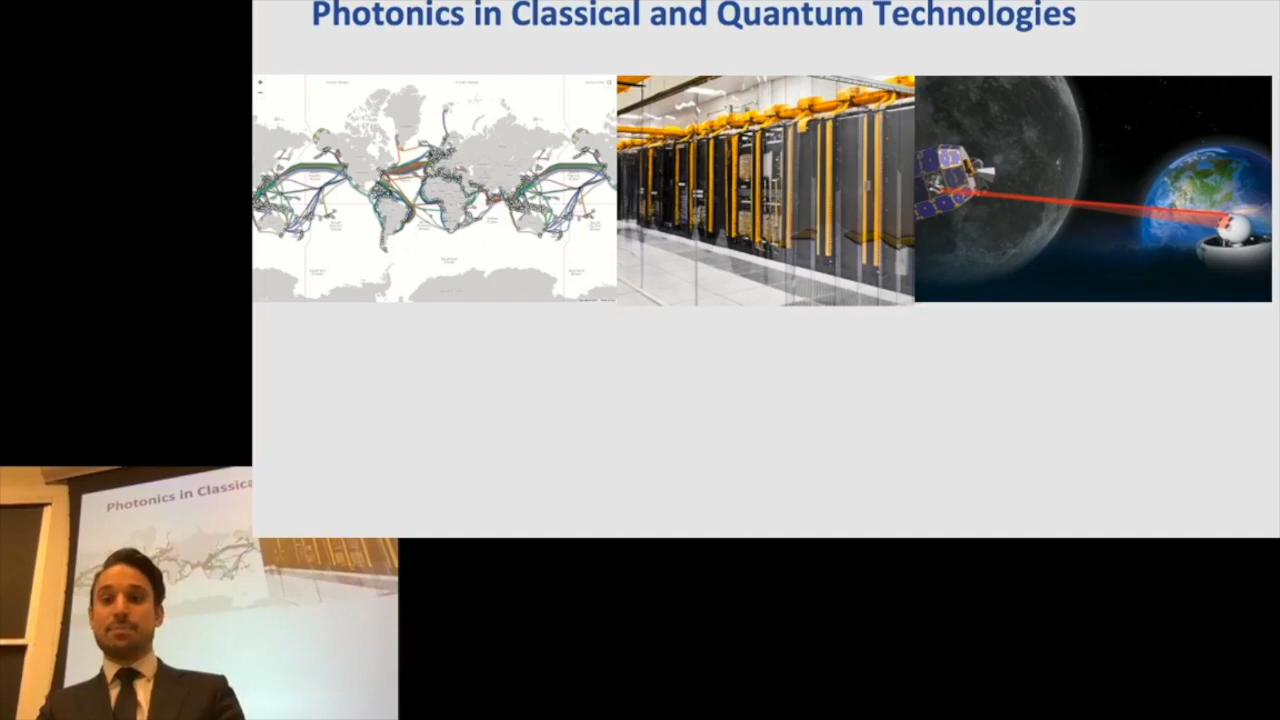 Photonics in Classical and Quantum Technologies
Photonics in Classica